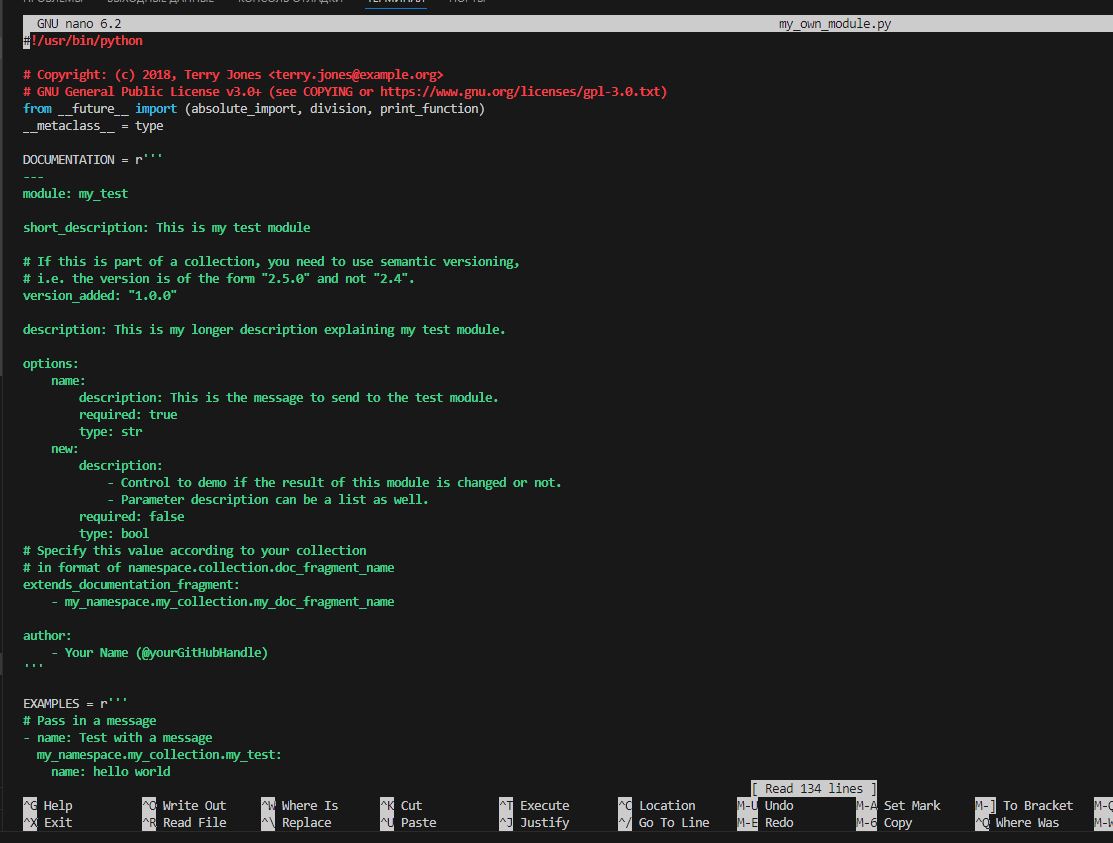 ПРОБЛЕМЫ ВЫХОДНЫЕ ДАННЫЕ КОНСОЛЬ ОТЛАДКИ ТЕРМИНАЛ ПОРТЫ
GNU nano 6.2 my_own_module.py
#!/usr/bin/python
# Copyright: (c) 2018, Terry Jones <terry.jones@example.org>
# GNU General Public License v3.0+ (see COPYING or https://www.gnu.org/licenses/gpl-3.0.txt)
from __future__ import (absolute_import, division, print_function)
__metaclass__ = type
DOCUMENTATION = r'''
---
module: my_test
short_description: This is my test module
# If this is part of a collection, you need to use semantic versioning,
# i.e. the version is of the form "2.5.0" and not "2.4".
version_added: "1.0.0"
description: This is my longer description explaining my test module.
options:
    name:
        description: This is the message to send to the test module.
        required: true
        type: str
    new:
        description:
            - Control to demo if the result of this module is changed or not.
            - Parameter description can be a list as well.
        required: false
        type: bool
# Specify this value according to your collection
# in format of namespace.collection.doc_fragment_name
extends_documentation_fragment:
    - my_namespace.my_collection.my_doc_fragment_name
author:
    - Your Name (@yourGitHubHandle)
'''
EXAMPLES = r'''
# Pass in a message
- name: Test with a message
  my_namespace.my_collection.my_test:
    name: hello world
[ Read 134 lines ]
^G Help ^O Write Out ^W Where Is ^K Cut ^T Execute ^C Location M-U Undo M-A Set Mark M-] To Bracket
^X Exit ^R Read File ^\ Replace ^U Paste ^J Justify ^/ Go To Line M-E Redo M-6 Copy ^Q Where Was